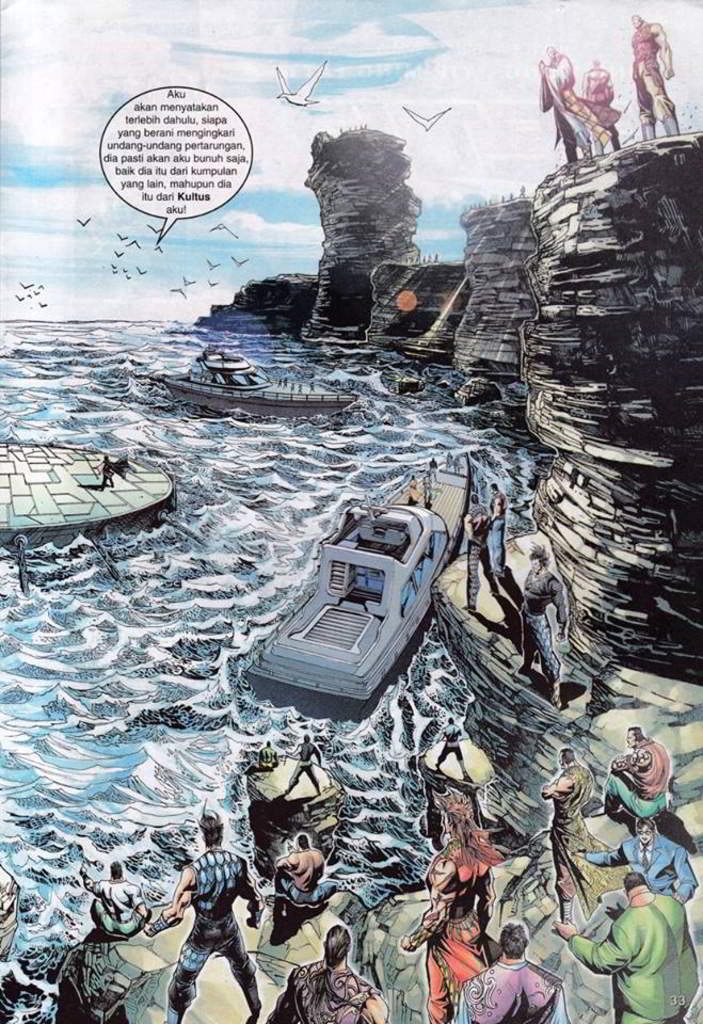 Aku
akan menyatakan
terlebih dahulu, siapa
yang berani mengingkari
undang-undang pertarungan,
dia pasti akan aku bunuh saja,
baik dia itu dari kumpulan
yang lain, mahupun dia
itu dari Kultus
aku!
33